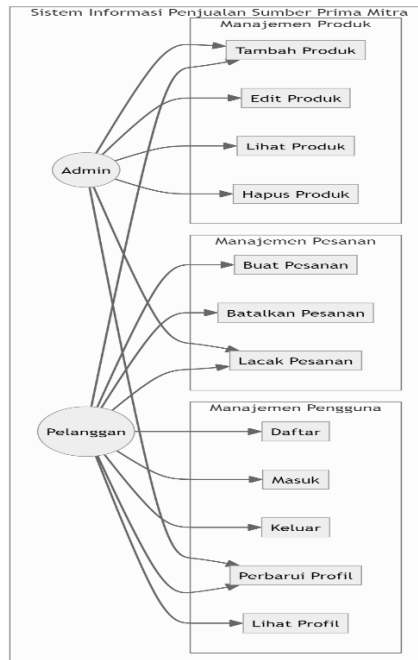 Sistem Informasi Penjualan Sumber Prima Mitra
Manajemen Produk
Tambah Produk
Edit Produk
Lihat Produk
Hapus Produk
Admin
Manajemen Pesanan
Buat Pesanan
Batalkan Pesanan
Lacak Pesanan
Pelanggan
Manajemen Pengguna
Daftar
Masuk
Keluar
Perbarui Profil
Lihat Profil